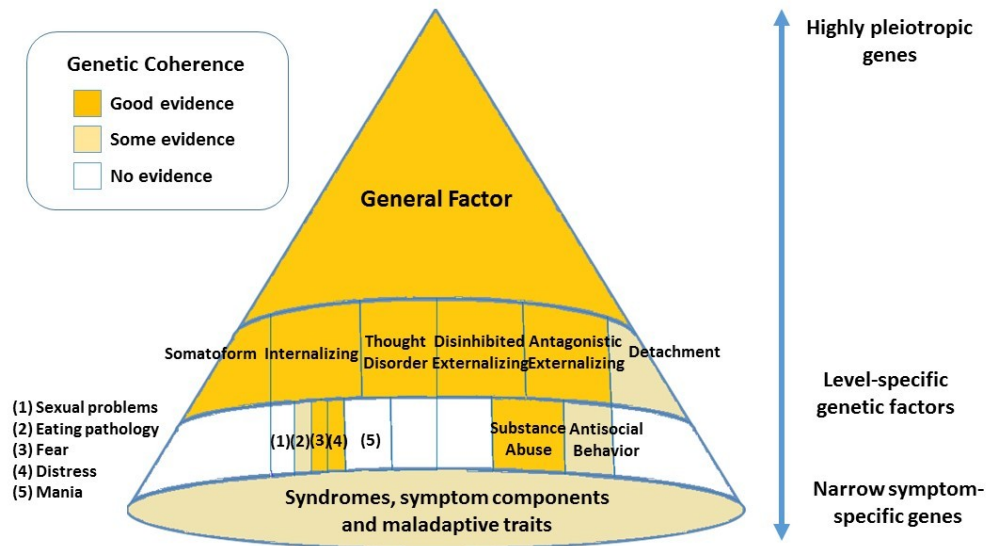 Genetic Coherence
Good evidence
Some evidence
No evidence
Highly pleiotropic
genes
General Factor
Somatoform
Internalizing
Thought
Disorder
Disinhibited
Externalizing
Antagonistic
Externalizing
Detachment
Level-specific
genetic factors
(1) Sexual problems
(2) Eating pathology
(3) Fear
(4) Distress
(5) Mania
(1)
(2)
(3)
(4)
(5)
Substance
Abuse
Antisocial
Behavior
Syndromes, symptom components
and maladaptive traits
Narrow symptom-
specific genes